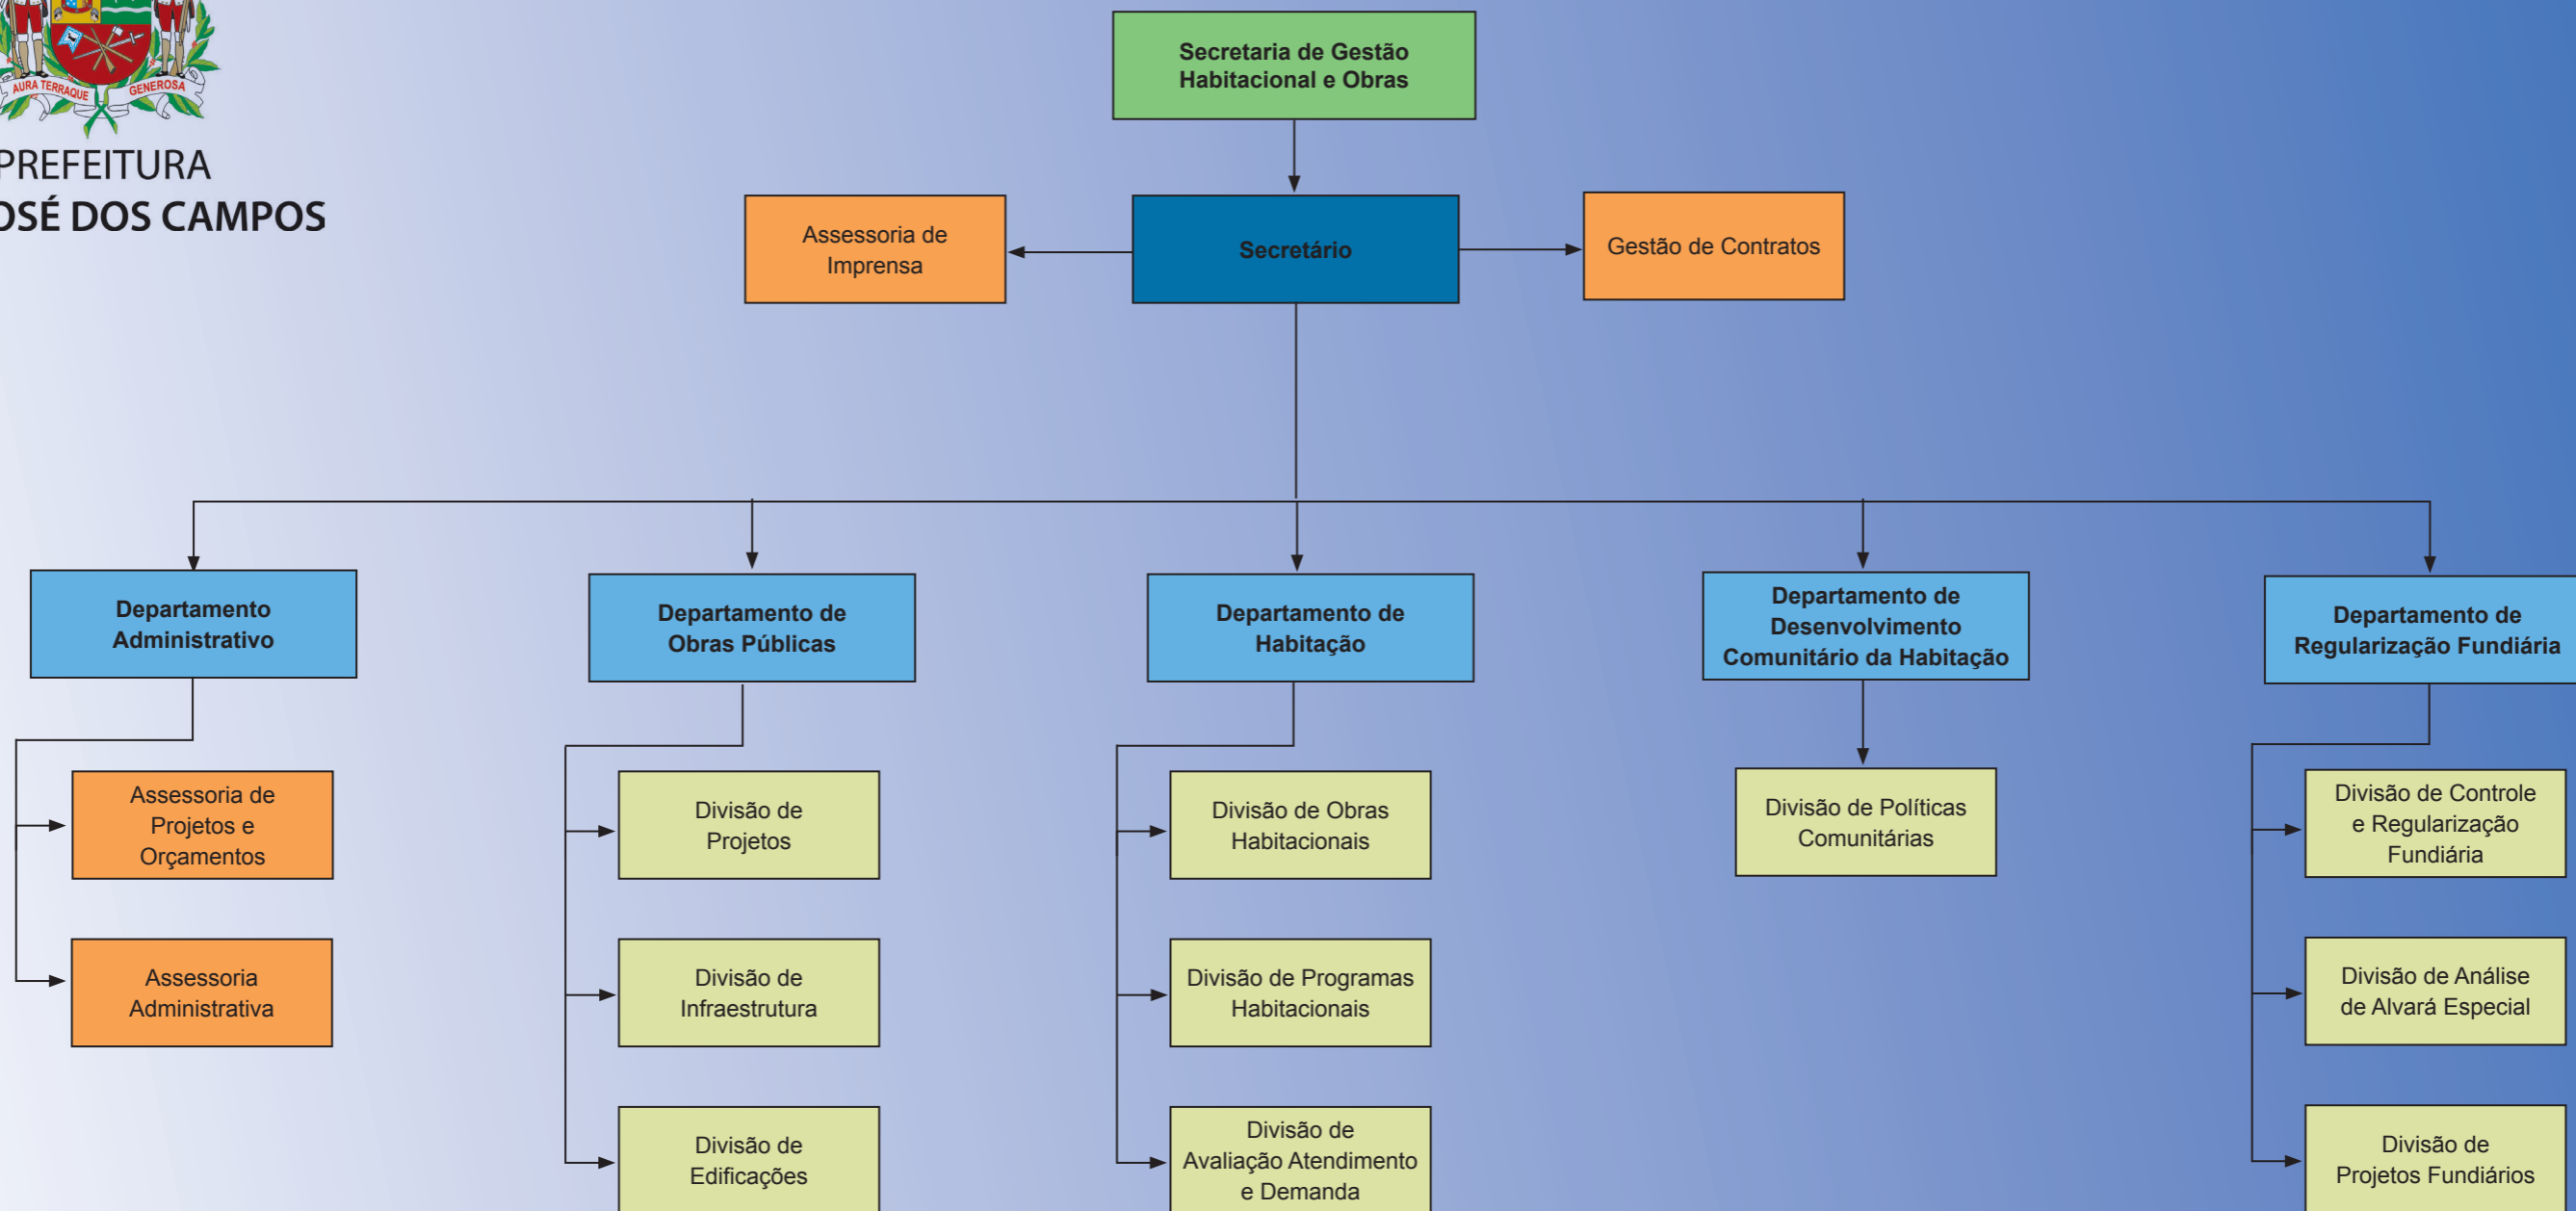 AURA TERRAQUE GENEROSA
PREFEITURA
OSÉ DOS CAMPOS
Secretaria de Gestão
Habitacional e Obras
Assessoria de
Imprensa
Secretário
Gestão de Contratos
Departamento
Administrativo
Departamento de
Obras Públicas
Departamento de
Habitação
Departamento de
Desenvolvimento
Comunitário da Habitação
Departamento de
Regularização Fundiária
Assessoria de
Projetos e
Orçamentos
Assessoria
Administrativa
Divisão de
Projetos
Divisão de
Infraestrutura
Divisão de
Edificações
Divisão de Obras
Habitacionais
Divisão de Programas
Habitacionais
Divisão de
Avaliação Atendimento
e Demanda
Divisão de Políticas
Comunitárias
Divisão de Controle
e Regularização
Fundiária
Divisão de Análise
de Alvará Especial
Divisão de
Projetos Fundiários